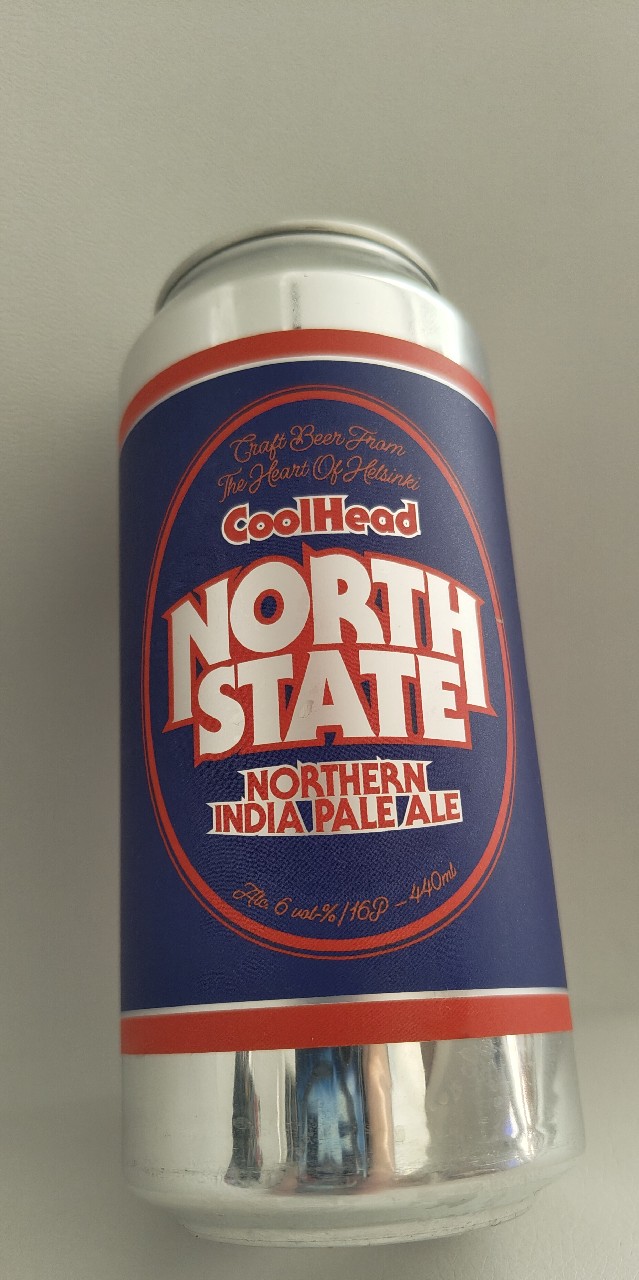 Craft Beer From
The Heart Of Helsinki
CoolHead
NORTH
STATE
NORTHERN
INDIA PALE ALE
Alc. 6 vol-% / 16P – 440ml